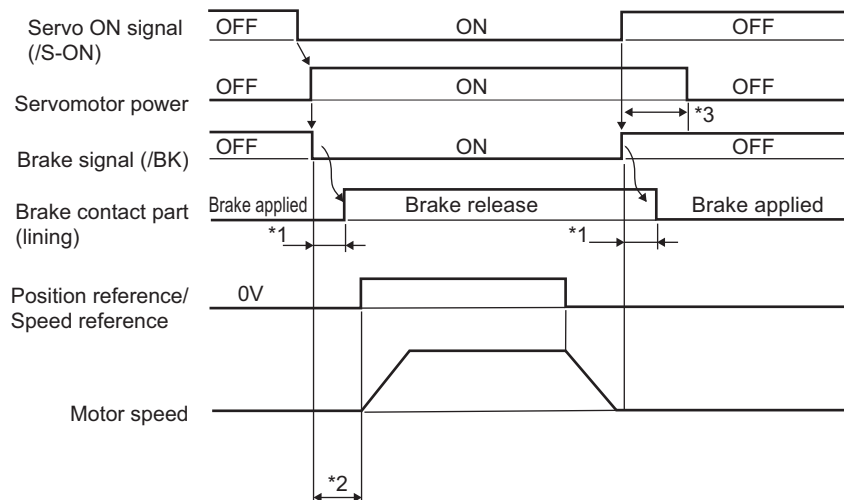 Servo ON signal
(/S-ON)
OFF
ON
OFF
Servomotor power
OFF
ON
OFF
*3
Brake signal (/BK)
OFF
ON
OFF
Brake contact part
(lining)
Brake applied
Brake release
Brake applied
*1
*1
Position reference/
Speed reference
0V
Motor speed
*2